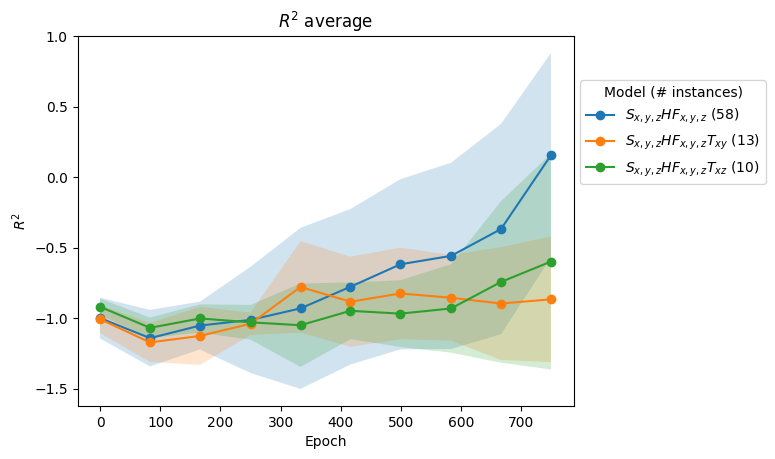 R² average
1.0
0.5
0.0
−0.5
−1.0
−1.5
R²
0 100 200 300 400 500 600 700
Epoch
Model (# instances)
Sx,y,zHFx,y,z (58)
Sx,y,zHFx,y,zTxy (13)
Sx,y,zHFx,y,zTxz (10)